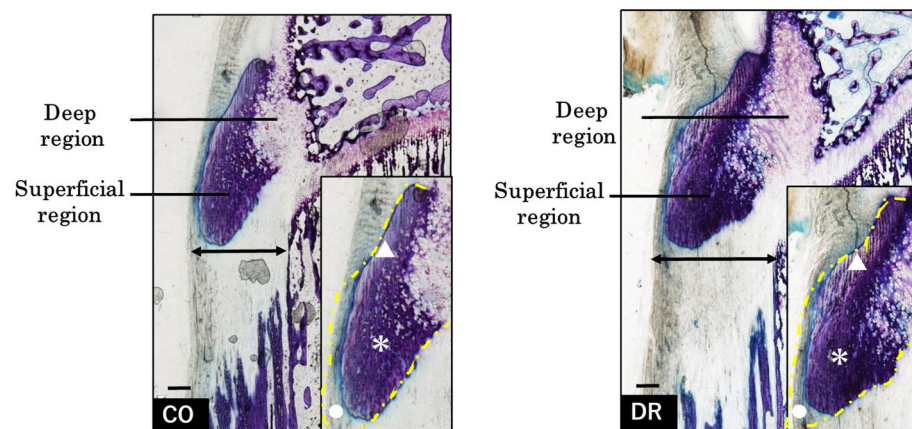 Deep
region
Superficial
region
CO
*
Deep
region
Superficial
region
DR
*